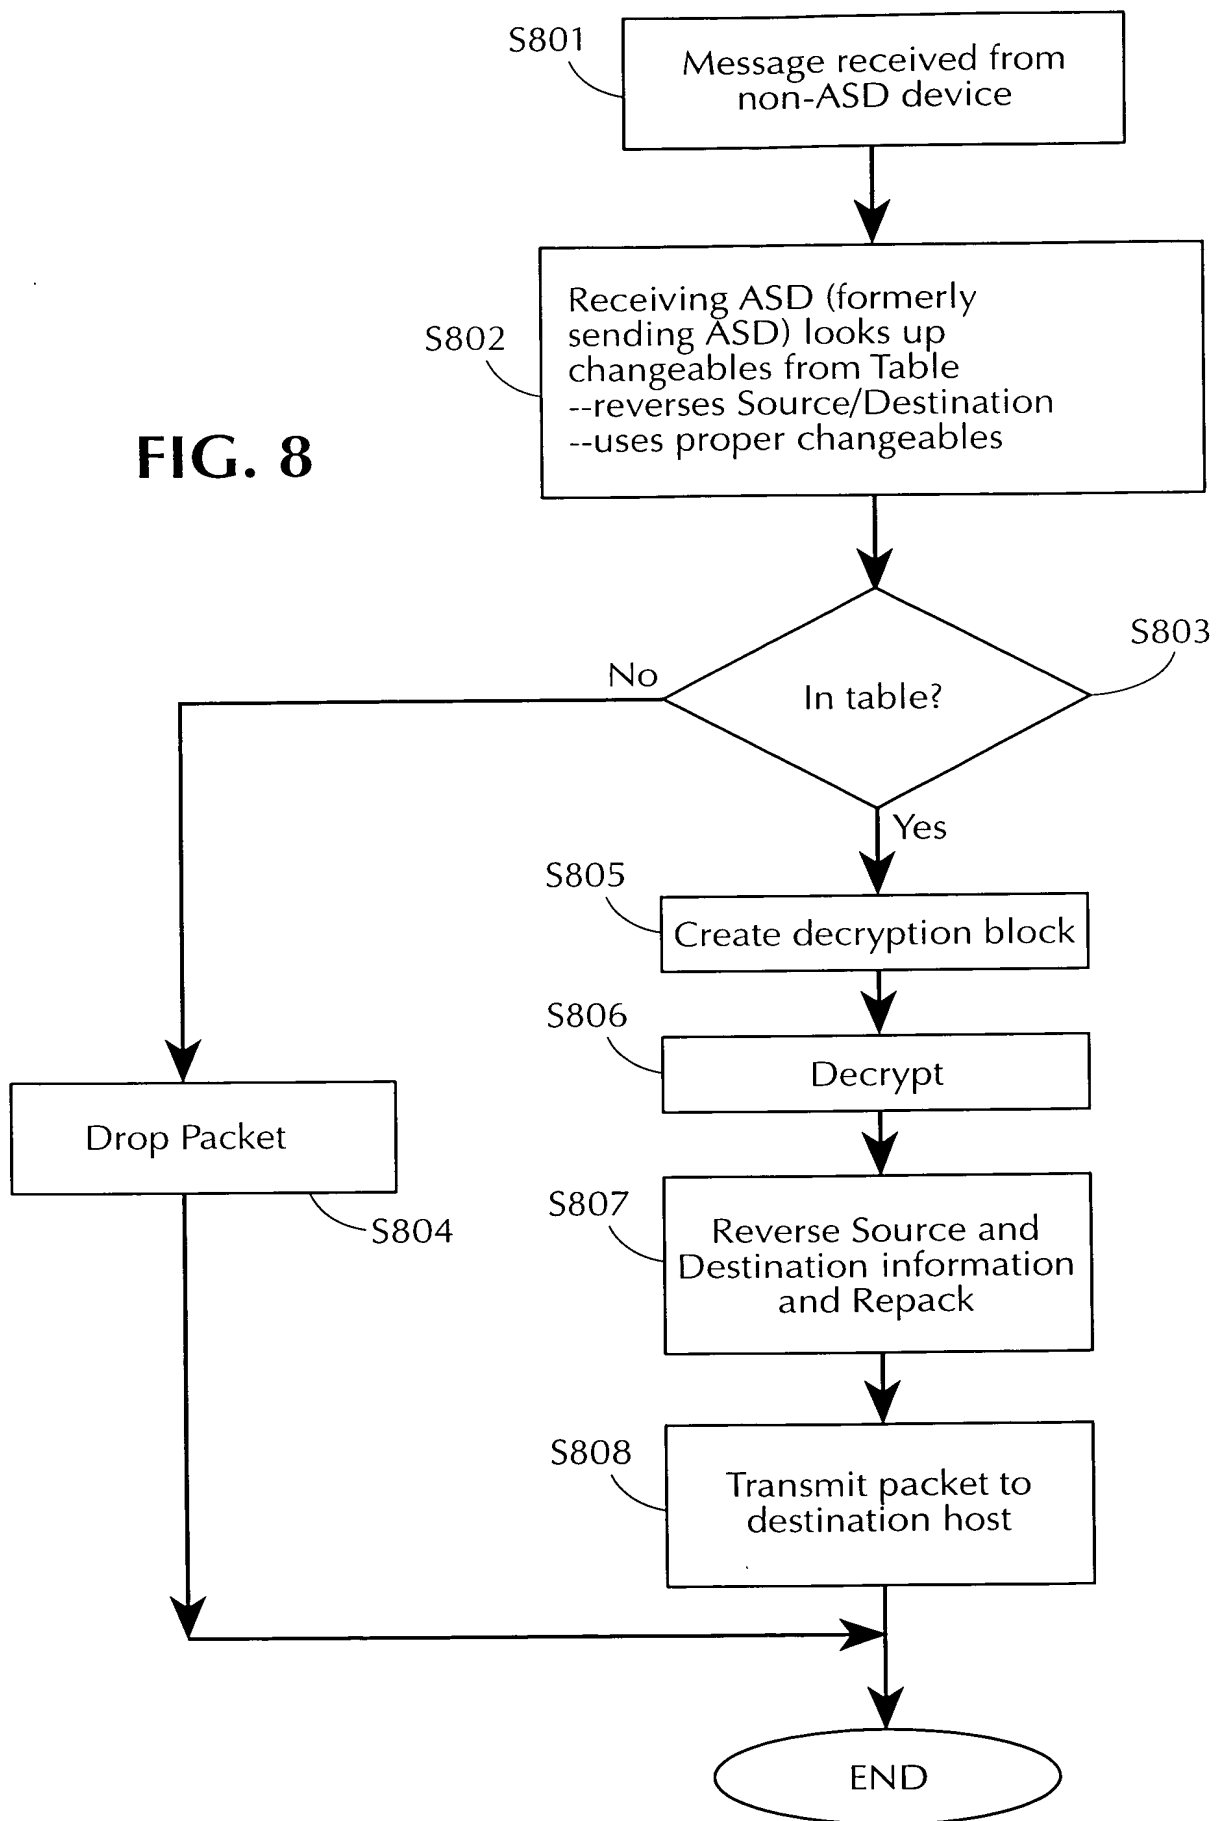 S801
Message received from
non-ASD device
S802
Receiving ASD (formerly
sending ASD) looks up
changeables from Table
--reverses Source/Destination
--uses proper changeables
FIG. 8
S803
No
In table?
Yes
S805
Create decryption block
S806
Decrypt
Drop Packet
S804
S807
Reverse Source and
Destination information
and Repack
S808
Transmit packet to
destination host
END